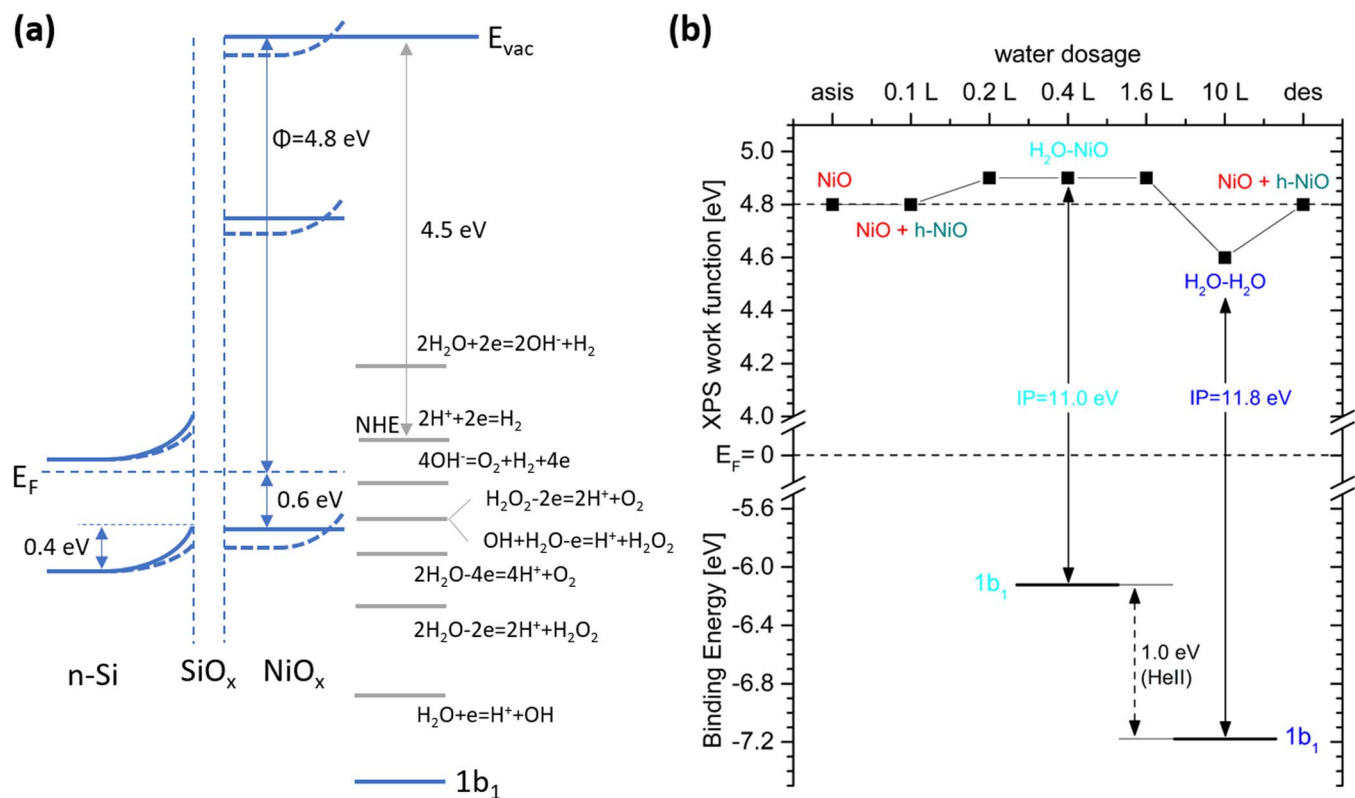 (a)
E_vac
Φ=4.8 eV
4.5 eV
2H₂O+2e=2OH⁻+H₂
NHE
2H⁺+2e=H₂
4OH⁻=O₂+H₂+4e
E_F
0.6 eV
H₂O₂-2e=2H⁺+O₂
0.4 eV
OH+H₂O-e=H⁺+H₂O₂
2H₂O-4e=4H⁺+O₂
2H₂O-2e=2H⁺+H₂O₂
n-Si
SiOₓ
NiOₓ
H₂O+e=H⁺+OH
1b₁
(b)
water dosage
asis 0.1 L 0.2 L 0.4 L 1.6 L 10 L des
XPS work function [eV]
5.0
4.8
4.6
4.4
4.2
4.0
E_F= 0
Binding Energy [eV]
-5.6
-6.0
-6.4
-6.8
-7.2
NiO
NiO + h-NiO
H₂O-NiO
NiO + h-NiO
H₂O-H₂O
IP=11.0 eV
IP=11.8 eV
1b₁
1.0 eV
(HeII)
1b₁